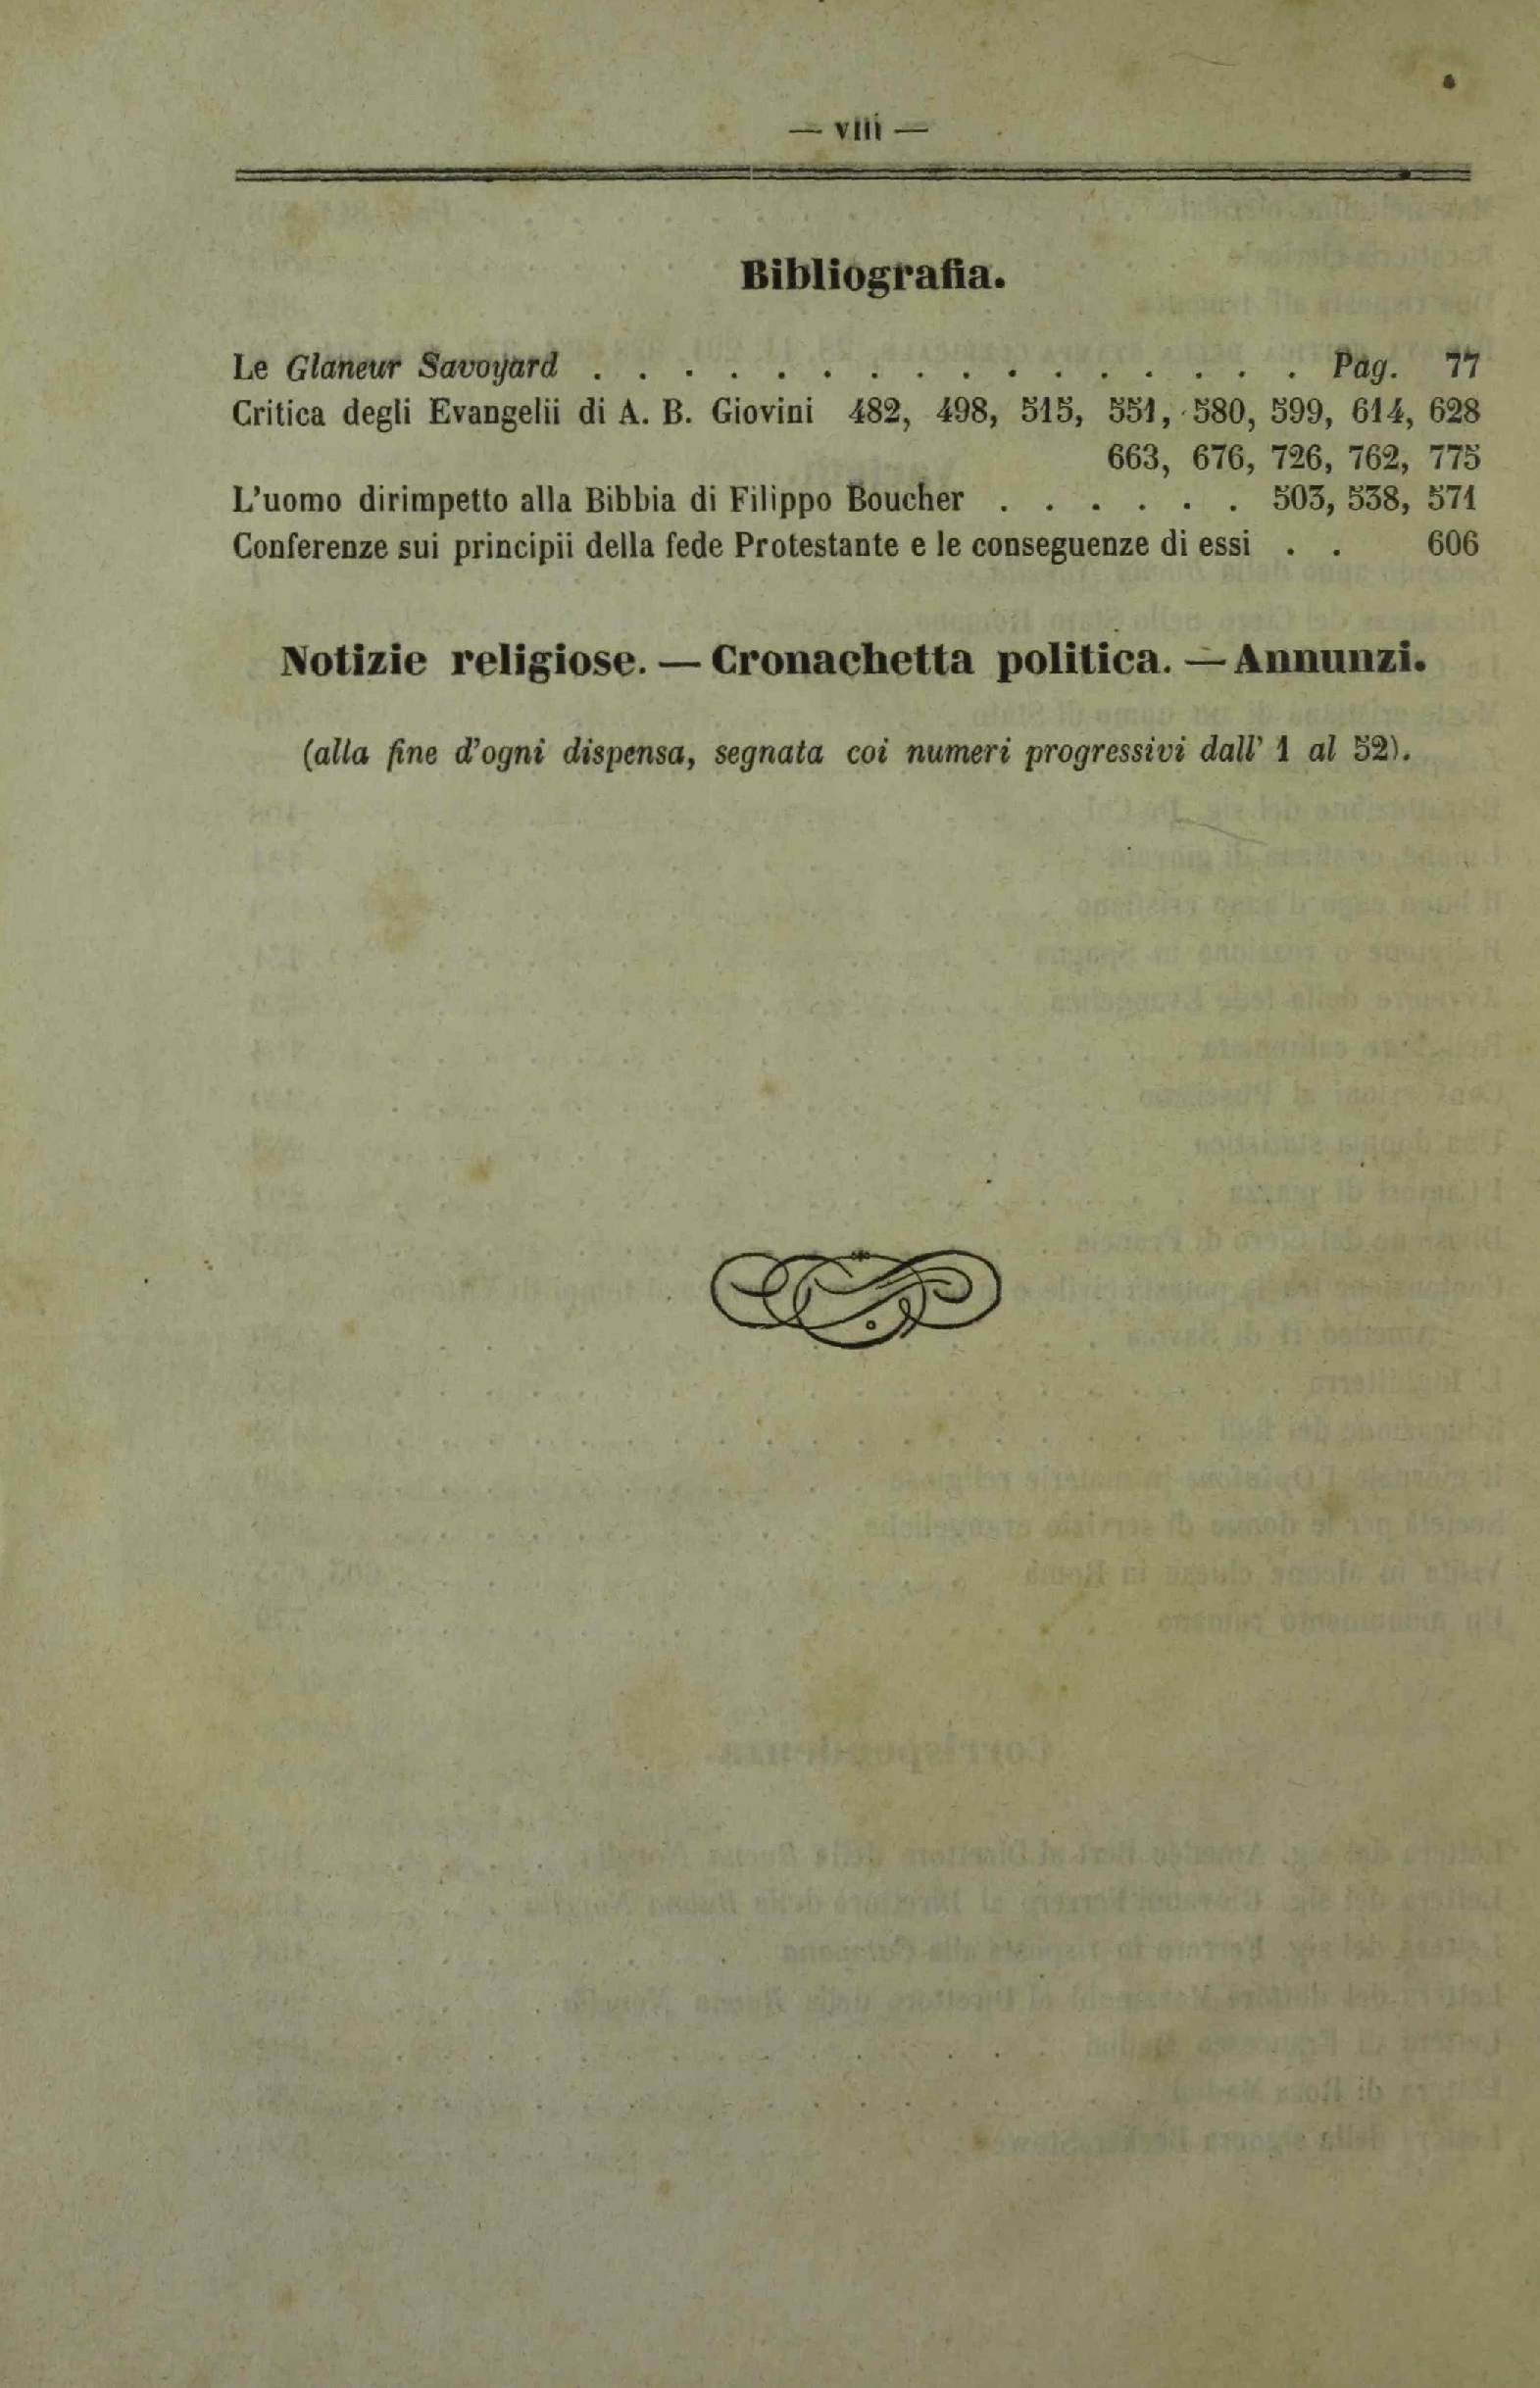 — viii —
Bibliografia.
Le Glaneur Savoyard . . . . . . . . . . . . . . . . Pag. 77
Critica degli Evangelii di A. B. Giovini 482, 498, 515, 551, 580, 599, 614, 628
663, 676, 726, 762, 775
L'uomo dirimpetto alla Bibbia di Filippo Boucher . . . . . . 503, 538, 571
Conferenze sui principii della fede Protestante e le conseguenze di essi . . 606
Notizie religiose. — Cronachetta politica. — Annunzi.
(alla fine d'ogni dispensa, segnata coi numeri progressivi dall' 1 al 52).